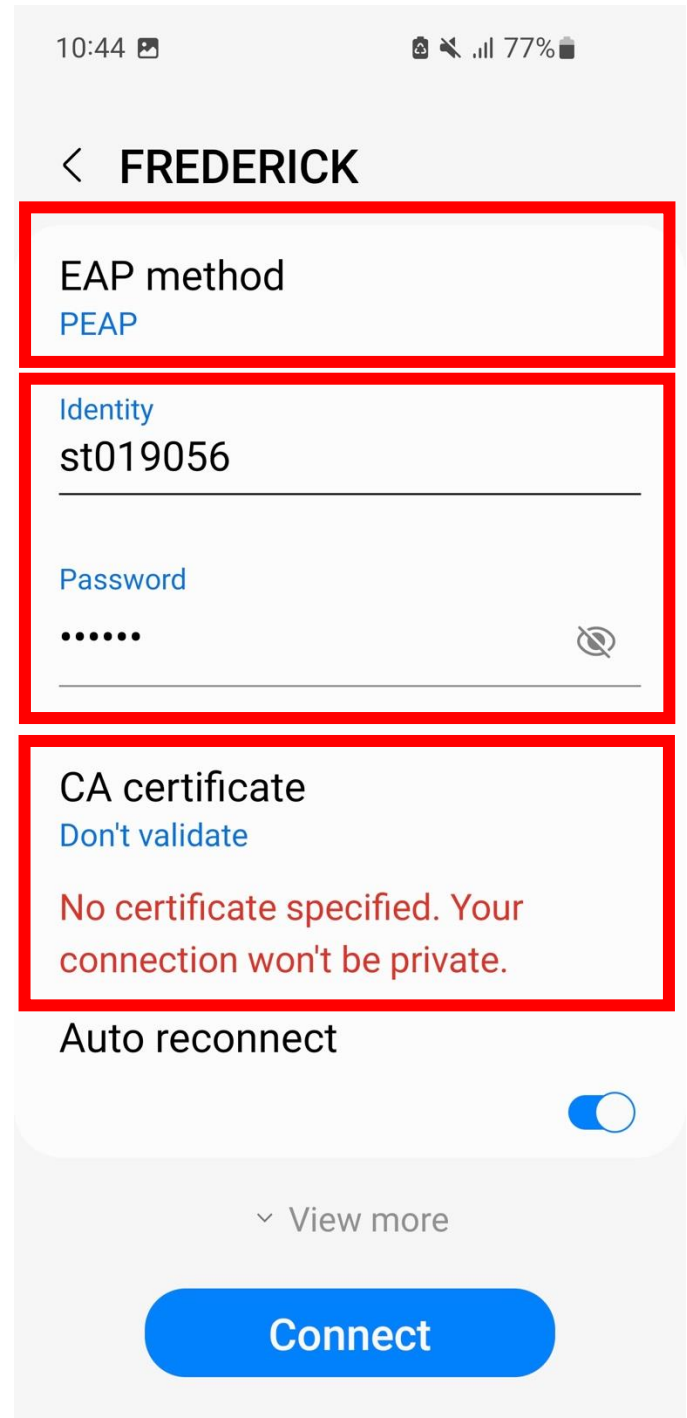 10:44 77%
FREDERICK
EAP method
PEAP
Identity
st019056
Password
••••••
CA certificate
Don't validate
No certificate specified. Your
connection won't be private.
Auto reconnect
View more
Connect